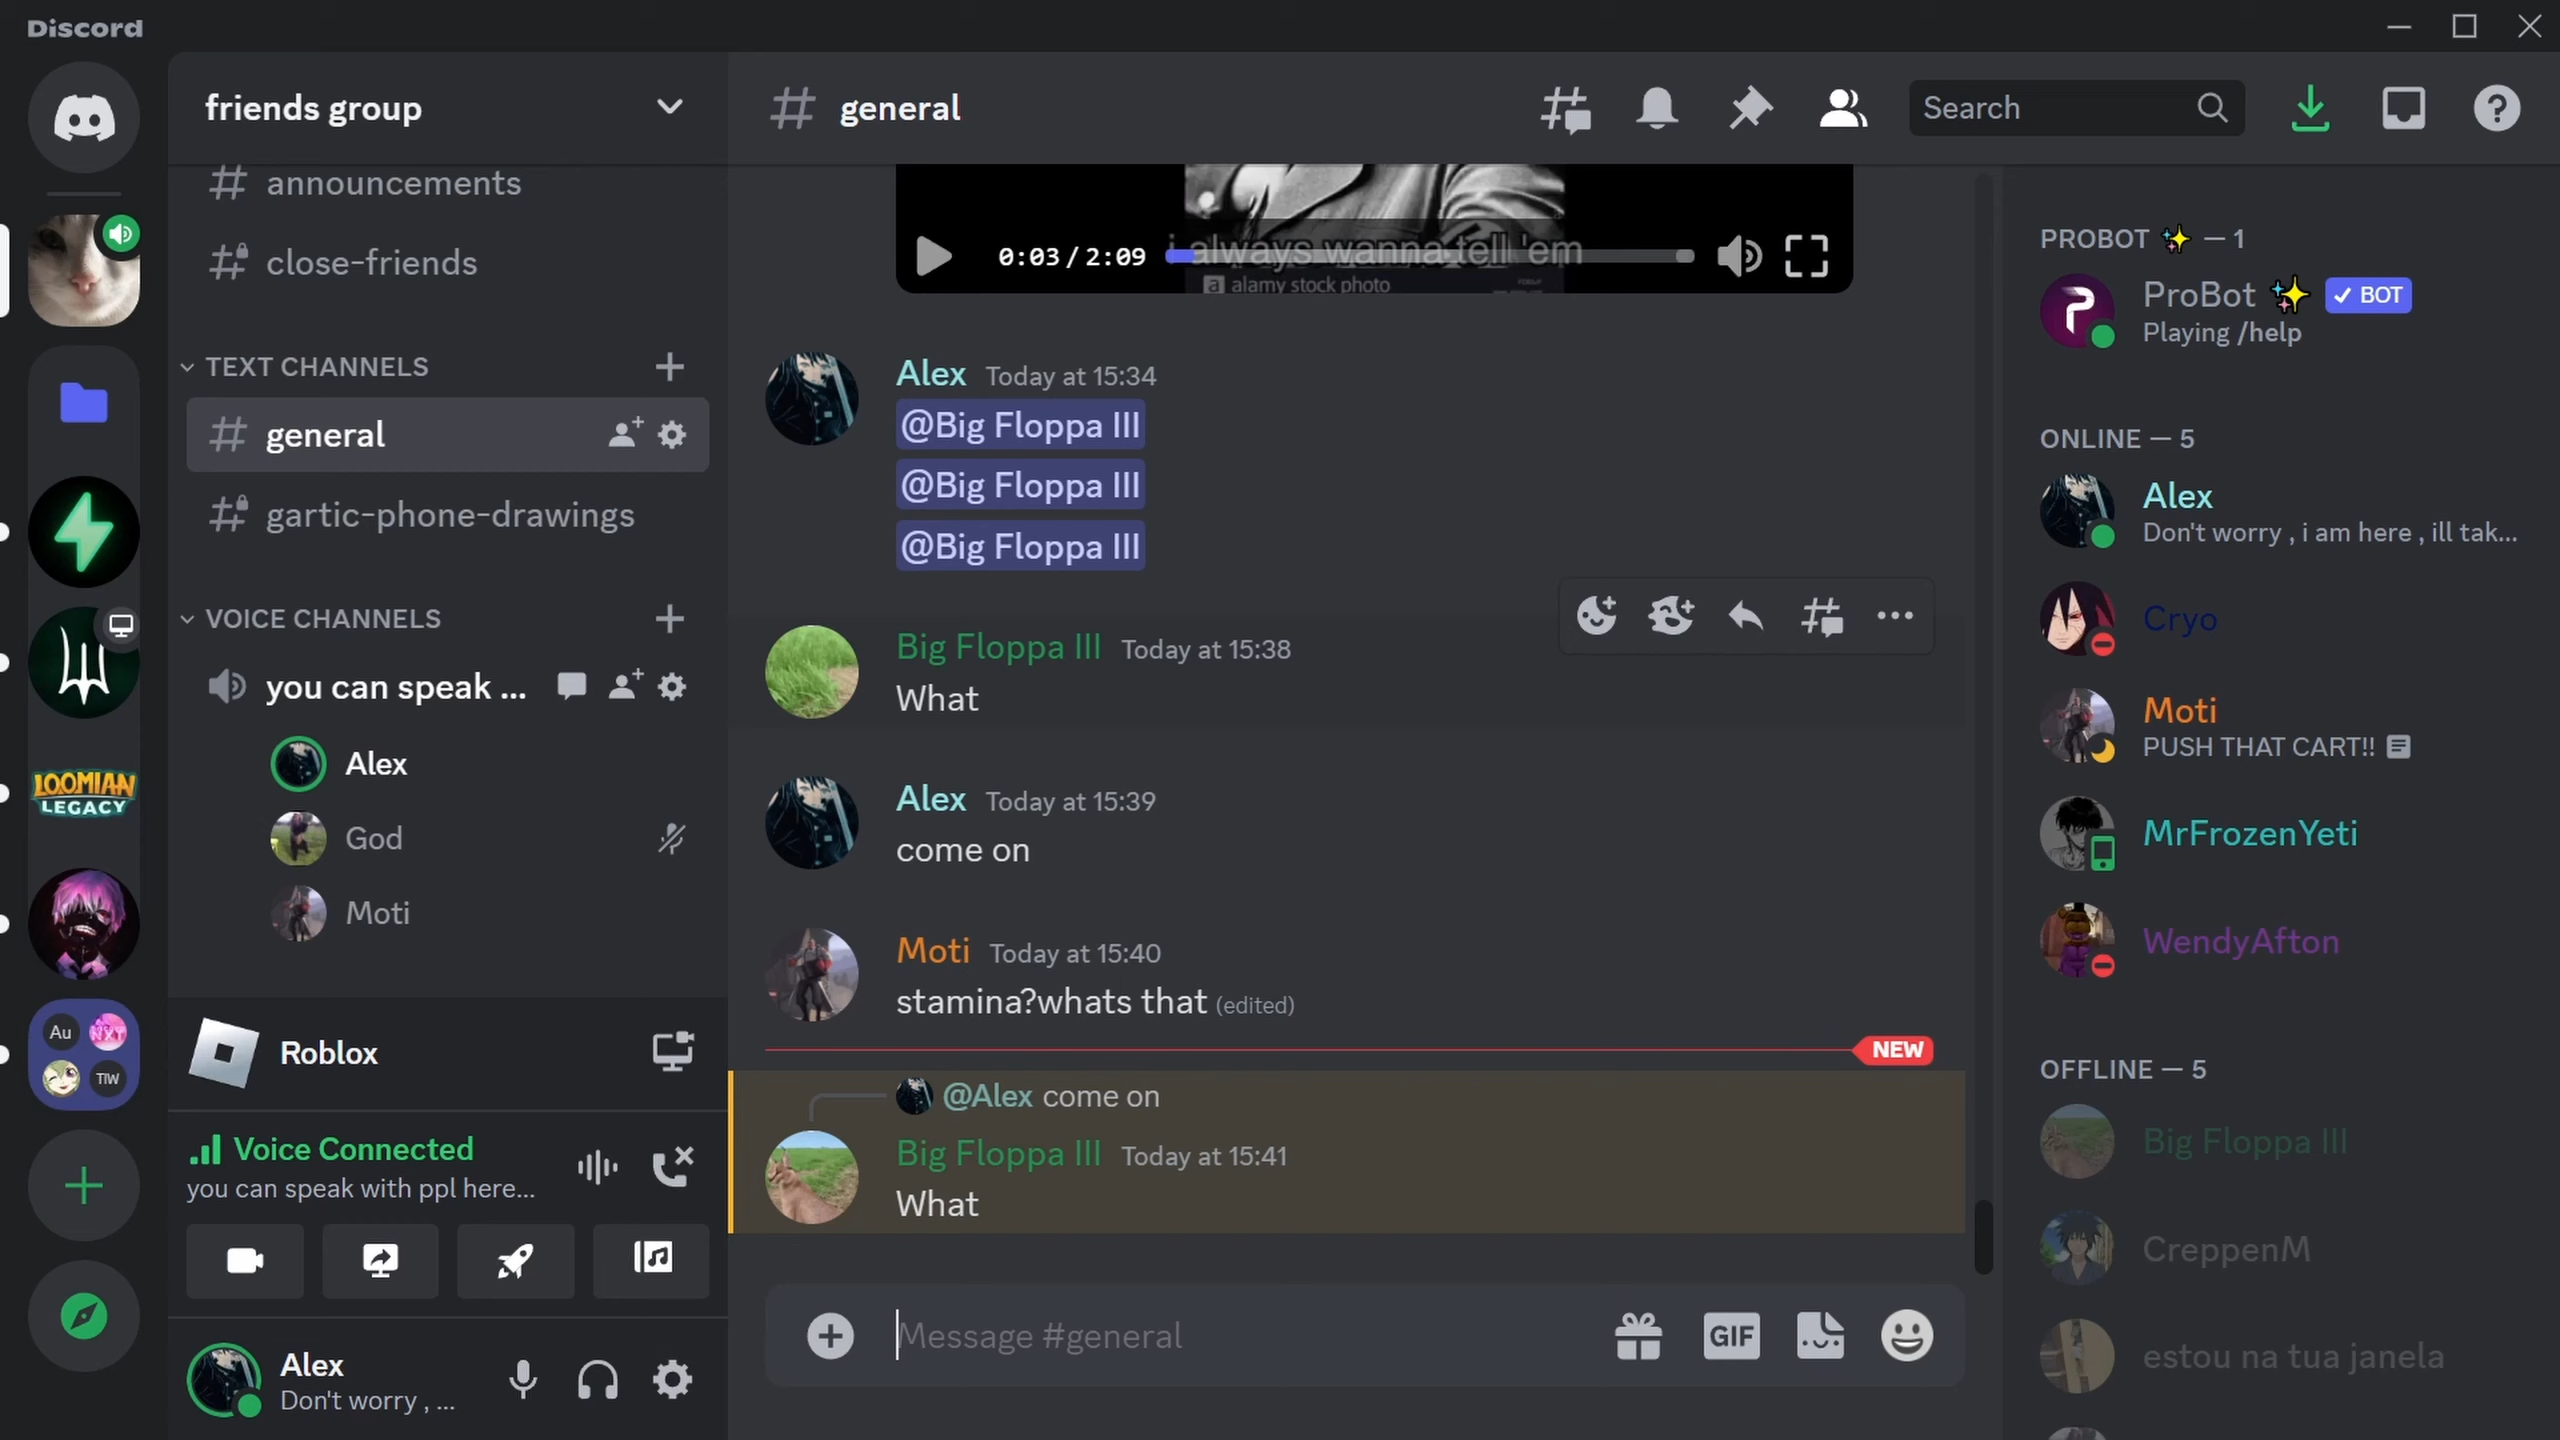 Discord
friends group
announcements
close-friends
TEXT CHANNELS
general
gartic-phone-drawings
VOICE CHANNELS
you can speak ...
Alex
God
Moti
LOOMIAN
LEGACY
Au
NXT
TIW
Roblox
Voice Connected
you can speak with ppl here...
Alex
Don't worry , ...
general
Search
i always wanna tell 'em
0:03 / 2:09
a alamy stock photo
Alex Today at 15:34
@Big Floppa III
@Big Floppa III
@Big Floppa III
Big Floppa III Today at 15:38
What
Alex Today at 15:39
come on
Moti Today at 15:40
stamina?whats that (edited)
NEW
@Alex come on
Big Floppa III Today at 15:41
What
Message #general
GIF
PROBOT ✨ — 1
ProBot ✨ ✓ BOT
Playing /help
ONLINE — 5
Alex
Don't worry , i am here , ill tak...
Cryo
Moti
PUSH THAT CART!!
MrFrozenYeti
WendyAfton
OFFLINE — 5
Big Floppa III
CreppenM
estou na tua janela